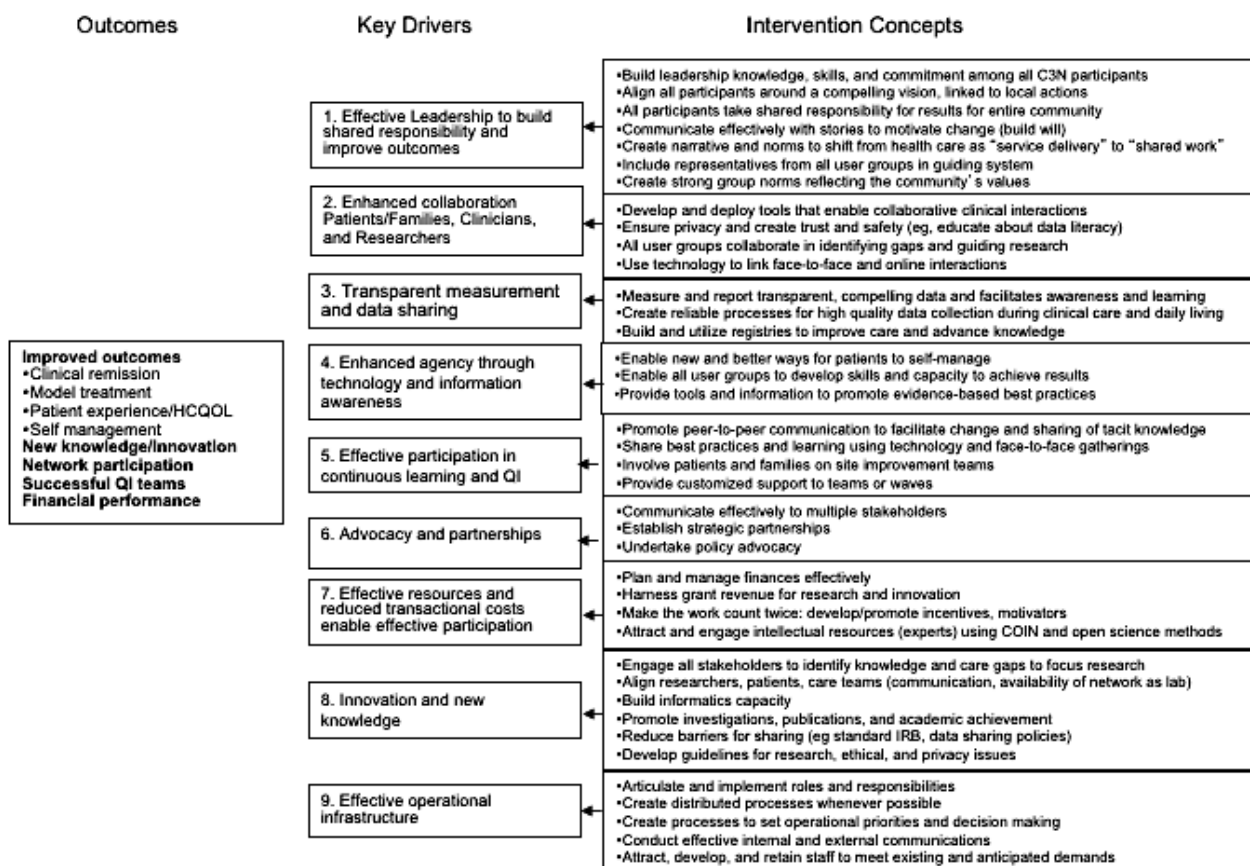 Outcomes
Key Drivers
Intervention Concepts
Improved outcomes
•Clinical remission
•Model treatment
•Patient experience/HCQOL
•Self management
New knowledge/Innovation
Network participation
Successful QI teams
Financial performance
1. Effective Leadership to build
shared responsibility and
improve outcomes
•Build leadership knowledge, skills, and commitment among all C3N participants
•Align all participants around a compelling vision, linked to local actions
•All participants take shared responsibility for results for entire community
•Communicate effectively with stories to motivate change (build will)
•Create narrative and norms to shift from health care as "service delivery" to "shared work"
•Include representatives from all user groups in guiding system
•Create strong group norms reflecting the community's values
2. Enhanced collaboration
Patients/Families, Clinicians,
and Researchers
•Develop and deploy tools that enable collaborative clinical interactions
•Ensure privacy and create trust and safety (eg, educate about data literacy)
•All user groups collaborate in identifying gaps and guiding research
•Use technology to link face-to-face and online interactions
3. Transparent measurement
and data sharing
•Measure and report transparent, compelling data and facilitates awareness and learning
•Create reliable processes for high quality data collection during clinical care and daily living
•Build and utilize registries to improve care and advance knowledge
4. Enhanced agency through
technology and information
awareness
•Enable new and better ways for patients to self-manage
•Enable all user groups to develop skills and capacity to achieve results
•Provide tools and information to promote evidence-based best practices
5. Effective participation in
continuous learning and QI
•Promote peer-to-peer communication to facilitate change and sharing of tacit knowledge
•Share best practices and learning using technology and face-to-face gatherings
•Involve patients and families on site improvement teams
•Provide customized support to teams or waves
6. Advocacy and partnerships
•Communicate effectively to multiple stakeholders
•Establish strategic partnerships
•Undertake policy advocacy
7. Effective resources and
reduced transactional costs
enable effective participation
•Plan and manage finances effectively
•Harness grant revenue for research and innovation
•Make the work count twice: develop/promote incentives, motivators
•Attract and engage intellectual resources (experts) using COIN and open science methods
8. Innovation and new
knowledge
•Engage all stakeholders to identify knowledge and care gaps to focus research
•Align researchers, patients, care teams (communication, availability of network as lab)
•Build informatics capacity
•Promote investigations, publications, and academic achievement
•Reduce barriers for sharing (eg standard IRB, data sharing policies)
•Develop guidelines for research, ethical, and privacy issues
9. Effective operational
infrastructure
•Articulate and implement roles and responsibilities
•Create distributed processes whenever possible
•Create processes to set operational priorities and decision making
•Conduct effective internal and external communications
•Attract, develop, and retain staff to meet existing and anticipated demands